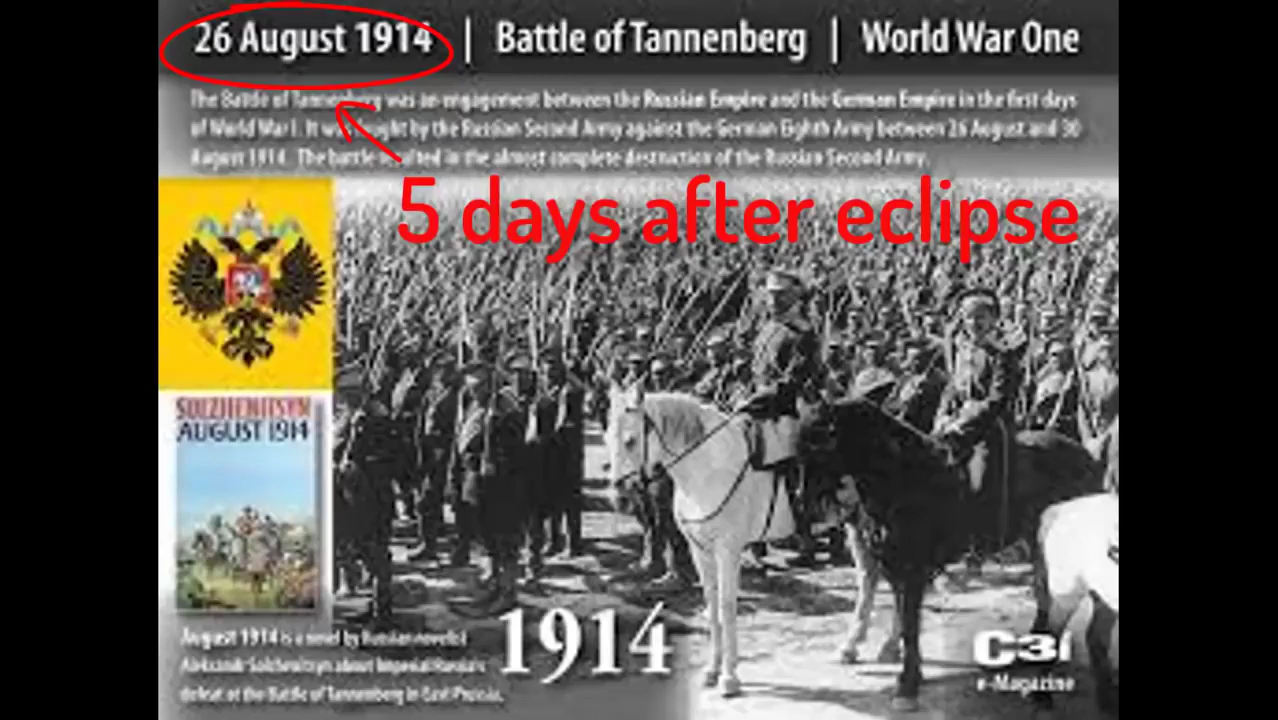 26 August 1914 | Battle of Tannenberg | World War One
The Battle of Tannenberg was an engagement between the Russian Empire and the German Empire in the first days
of World War I. It was fought by the Russian Second Army against the German Eighth Army between 26 August and 30
August 1914. The battle resulted in the almost complete destruction of the Russian Second Army.
5 days after eclipse
SOLZHENITSYN
AUGUST 1914
1914
August 1914 is a novel by Russian novelist
Aleksandr Solzhenitsyn about Imperial Russia's
defeat at the Battle of Tannenberg in East Prussia.
C3i
e-Magazine